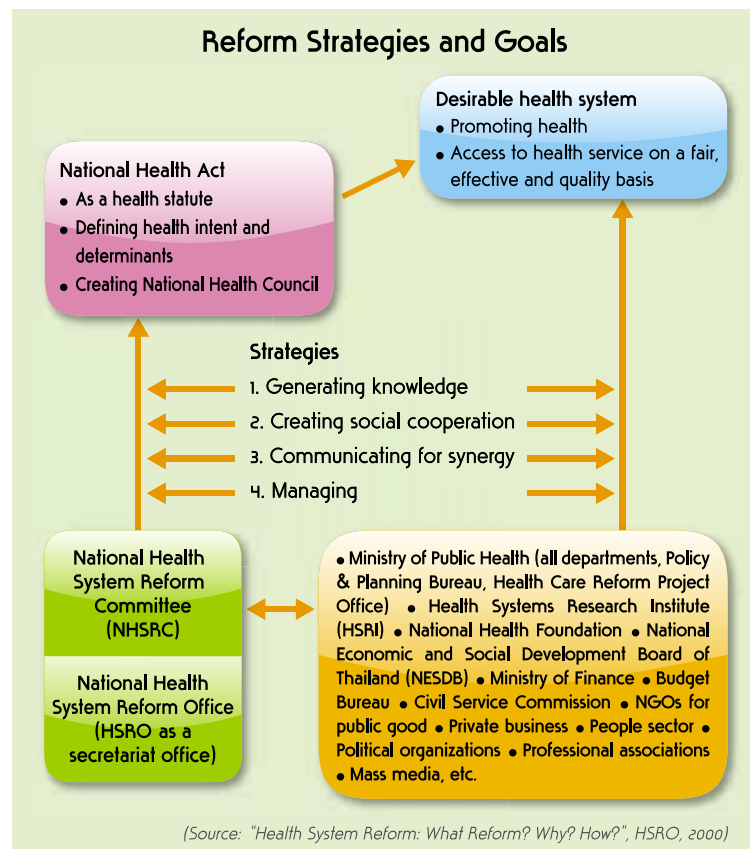 Reform Strategies and Goals
Desirable health system
• Promoting health
• Access to health service on a fair,
effective and quality basis
National Health Act
• As a health statute
• Defining health intent and
determinants
• Creating National Health Council
Strategies
1. Generating knowledge
2. Creating social cooperation
3. Communicating for synergy
4. Managing
National Health
System Reform
Committee
(NHSRC)
National Health
System Reform Office
(HSRO as a
secretariat office)
• Ministry of Public Health (all departments, Policy
& Planning Bureau, Health Care Reform Project
Office) • Health Systems Research Institute
(HSRI) • National Health Foundation • National
Economic and Social Development Board of
Thailand (NESDB) • Ministry of Finance • Budget
Bureau • Civil Service Commission • NGOs for
public good • Private business • People sector •
Political organizations • Professional associations
• Mass media, etc.
(Source: "Health System Reform: What Reform? Why? How?", HSRO, 2000)